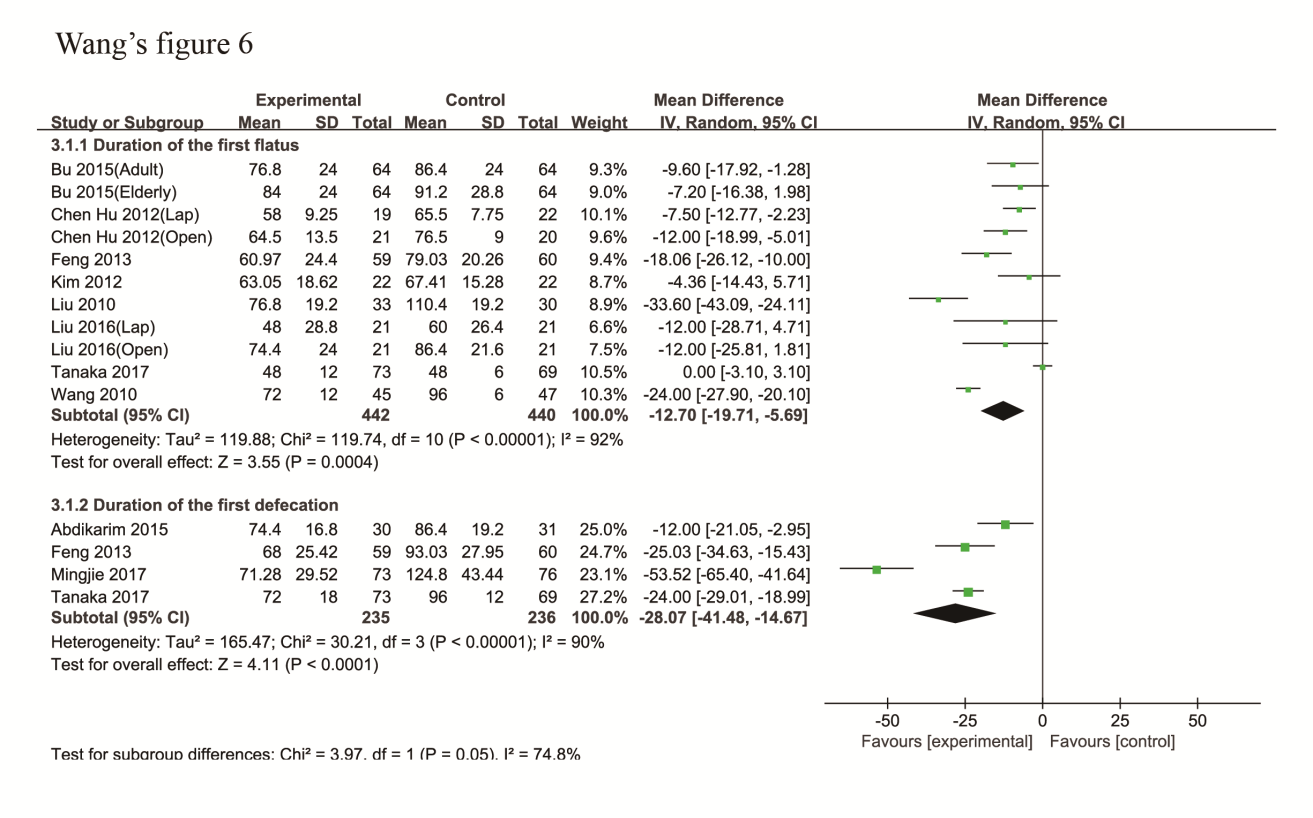 Wang's figure 6
Experimental Control Mean Difference Mean Difference
Study or Subgroup Mean SD Total Mean SD Total Weight IV, Random, 95% CI IV, Random, 95% CI
3.1.1 Duration of the first flatus
Bu 2015(Adult) 76.8 24 64 86.4 24 64 9.3% -9.60 [-17.92, -1.28]
Bu 2015(Elderly) 84 24 64 91.2 28.8 64 9.0% -7.20 [-16.38, 1.98]
Chen Hu 2012(Lap) 58 9.25 19 65.5 7.75 22 10.1% -7.50 [-12.77, -2.23]
Chen Hu 2012(Open) 64.5 13.5 21 76.5 9 20 9.6% -12.00 [-18.99, -5.01]
Feng 2013 60.97 24.4 59 79.03 20.26 60 9.4% -18.06 [-26.12, -10.00]
Kim 2012 63.05 18.62 22 67.41 15.28 22 8.7% -4.36 [-14.43, 5.71]
Liu 2010 76.8 19.2 33 110.4 19.2 30 8.9% -33.60 [-43.09, -24.11]
Liu 2016(Lap) 48 28.8 21 60 26.4 21 6.6% -12.00 [-28.71, 4.71]
Liu 2016(Open) 74.4 24 21 86.4 21.6 21 7.5% -12.00 [-25.81, 1.81]
Tanaka 2017 48 12 73 48 6 69 10.5% 0.00 [-3.10, 3.10]
Wang 2010 72 12 45 96 6 47 10.3% -24.00 [-27.90, -20.10]
Subtotal (95% CI) 442 440 100.0% -12.70 [-19.71, -5.69]
Heterogeneity: Tau² = 119.88; Chi² = 119.74, df = 10 (P < 0.00001); I² = 92%
Test for overall effect: Z = 3.55 (P = 0.0004)
3.1.2 Duration of the first defecation
Abdikarim 2015 74.4 16.8 30 86.4 19.2 31 25.0% -12.00 [-21.05, -2.95]
Feng 2013 68 25.42 59 93.03 27.95 60 24.7% -25.03 [-34.63, -15.43]
Mingjie 2017 71.28 29.52 73 124.8 43.44 76 23.1% -53.52 [-65.40, -41.64]
Tanaka 2017 72 18 73 96 12 69 27.2% -24.00 [-29.01, -18.99]
Subtotal (95% CI) 235 236 100.0% -28.07 [-41.48, -14.67]
Heterogeneity: Tau² = 165.47; Chi² = 30.21, df = 3 (P < 0.00001); I² = 90%
Test for overall effect: Z = 4.11 (P < 0.0001)
-50 -25 0 25 50
Favours [experimental] Favours [control]
Test for subgroup differences: Chi² = 3.97, df = 1 (P = 0.05), I² = 74.8%